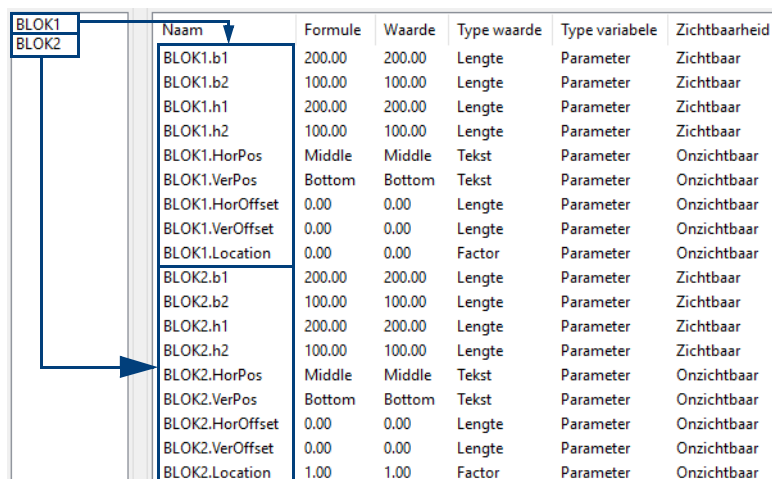 BLOK1
BLOK2
Naam Formule Waarde Type waarde Type variabele Zichtbaarheid
BLOK1.b1 200.00 200.00 Lengte Parameter Zichtbaar
BLOK1.b2 100.00 100.00 Lengte Parameter Zichtbaar
BLOK1.h1 200.00 200.00 Lengte Parameter Zichtbaar
BLOK1.h2 100.00 100.00 Lengte Parameter Zichtbaar
BLOK1.HorPos Middle Middle Tekst Parameter Onzichtbaar
BLOK1.VerPos Bottom Bottom Tekst Parameter Onzichtbaar
BLOK1.HorOffset 0.00 0.00 Lengte Parameter Onzichtbaar
BLOK1.VerOffset 0.00 0.00 Lengte Parameter Onzichtbaar
BLOK1.Location 0.00 0.00 Factor Parameter Onzichtbaar
BLOK2.b1 200.00 200.00 Lengte Parameter Zichtbaar
BLOK2.b2 100.00 100.00 Lengte Parameter Zichtbaar
BLOK2.h1 200.00 200.00 Lengte Parameter Zichtbaar
BLOK2.h2 100.00 100.00 Lengte Parameter Zichtbaar
BLOK2.HorPos Middle Middle Tekst Parameter Onzichtbaar
BLOK2.VerPos Bottom Bottom Tekst Parameter Onzichtbaar
BLOK2.HorOffset 0.00 0.00 Lengte Parameter Onzichtbaar
BLOK2.VerOffset 0.00 0.00 Lengte Parameter Onzichtbaar
BLOK2.Location 1.00 1.00 Factor Parameter Onzichtbaar